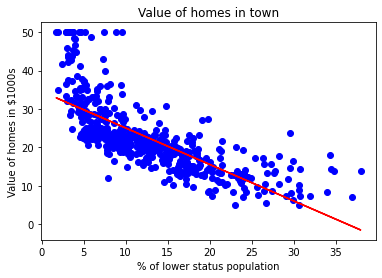 Value of homes in town
Value of homes in $1000s
50
40
30
20
10
0
0 5 10 15 20 25 30 35
% of lower status population